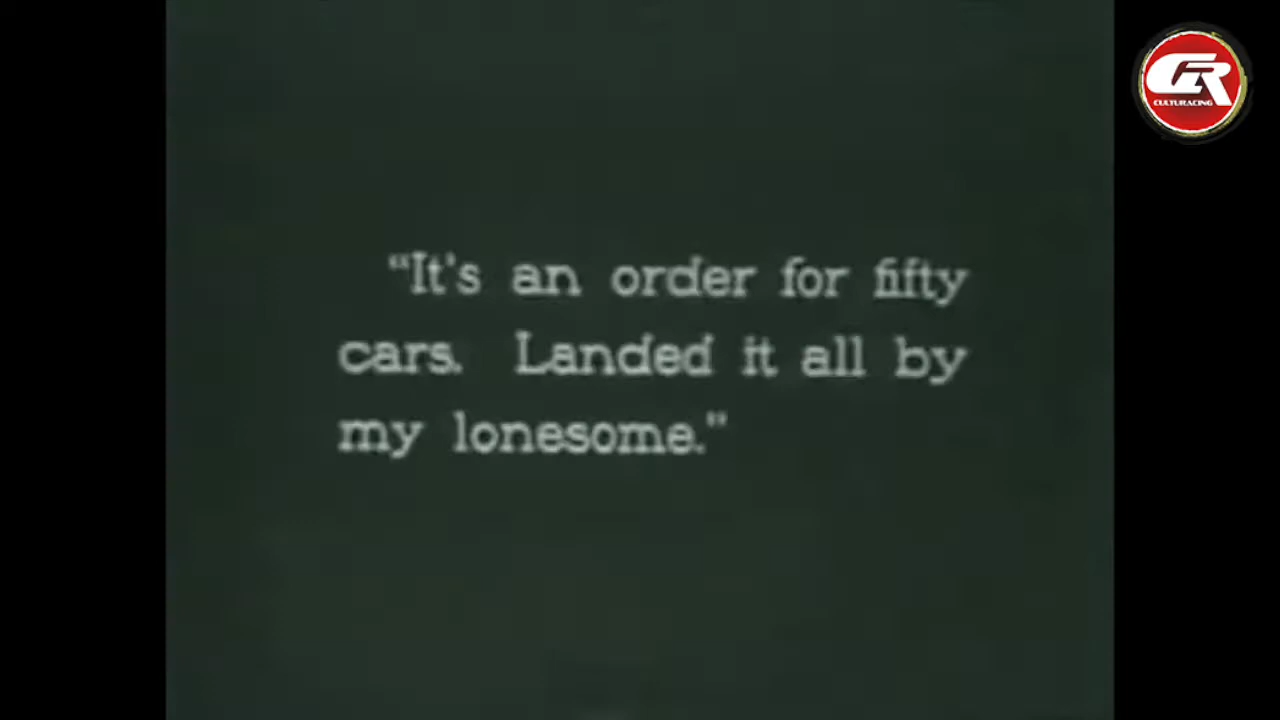 “It's an order for fifty
cars. Landed it all by
my lonesome.”
CR
CULTURACING